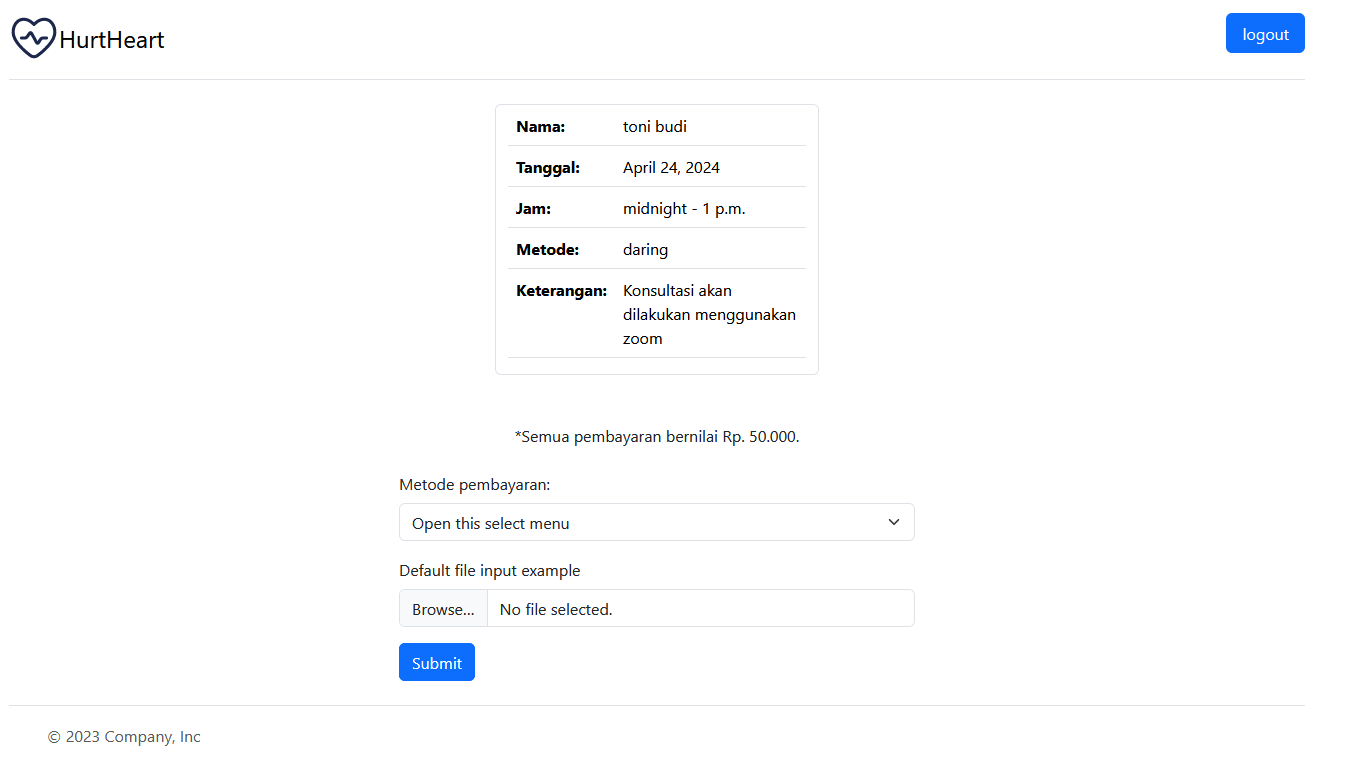 HurtHeart
logout
Nama: toni budi
Tanggal: April 24, 2024
Jam: midnight - 1 p.m.
Metode: daring
Keterangan: Konsultasi akan
dilakukan menggunakan
zoom
*Semua pembayaran bernilai Rp. 50.000.
Metode pembayaran:
Open this select menu
Default file input example
Browse... No file selected.
Submit
© 2023 Company, Inc